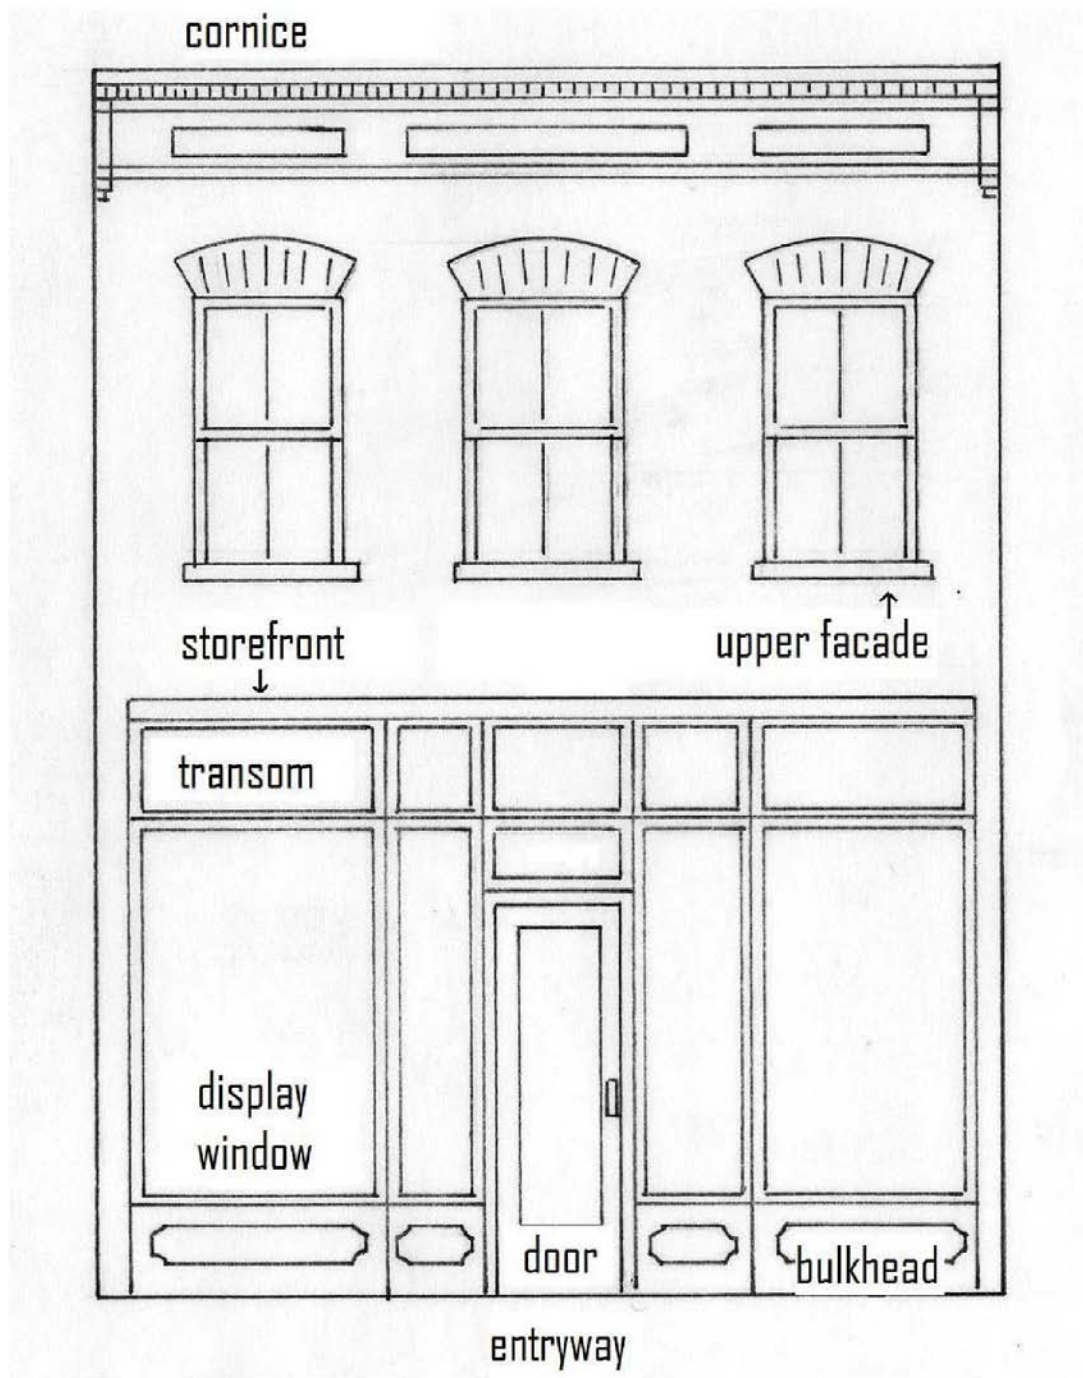 cornice
storefront
upper facade
transom
display
window
door
bulkhead
entryway